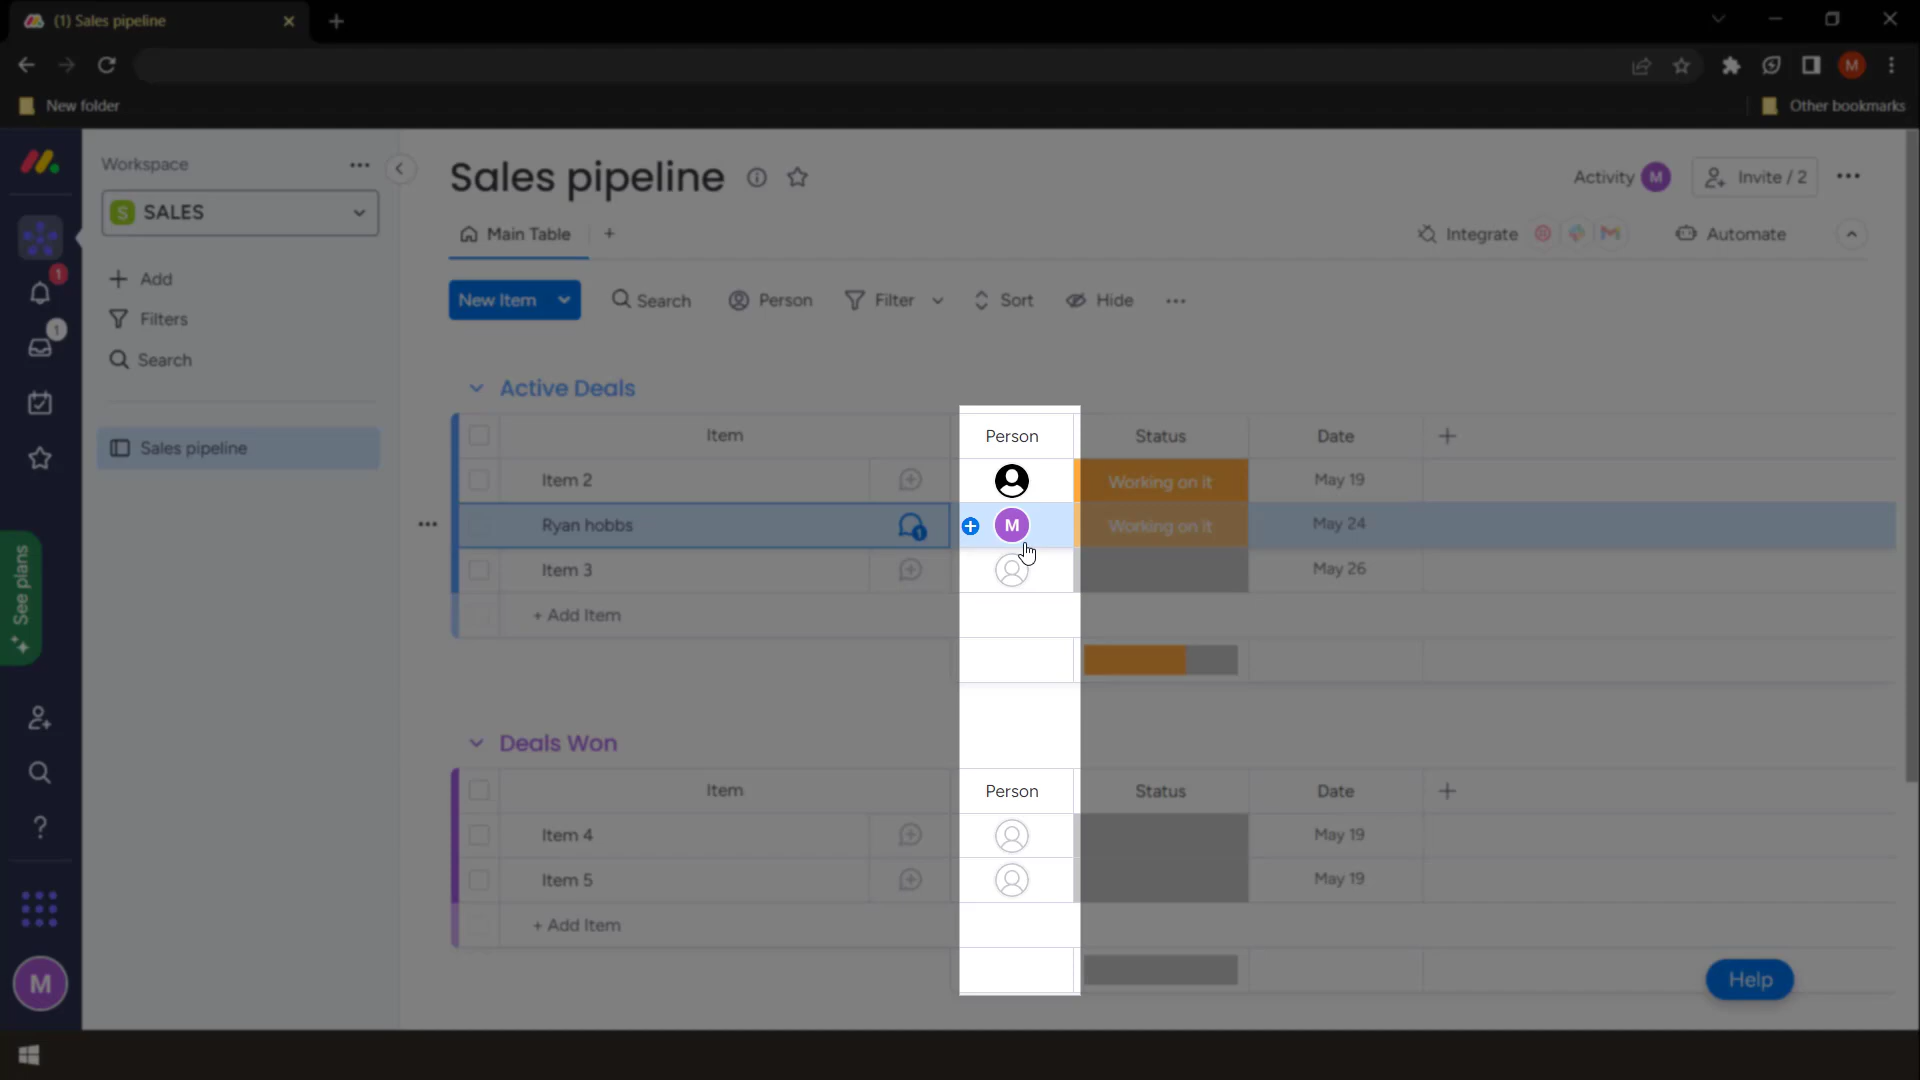 (1) Sales pipeline
M
New folder
Other bookmarks
Workspace
S SALES
Add
Filters
Search
Sales pipeline
1
1
See plans
M
Sales pipeline
Activity M
Invite / 2
Main Table
Integrate
Automate
New Item
Search
Person
Filter
Sort
Hide
Active Deals
Item Person Status Date
Item 2 Working on it May 19
Ryan hobbs 1 M Working on it May 24
Item 3 May 26
+ Add Item
Deals Won
Item Person Status Date
Item 4 May 19
Item 5 May 19
+ Add Item
Help